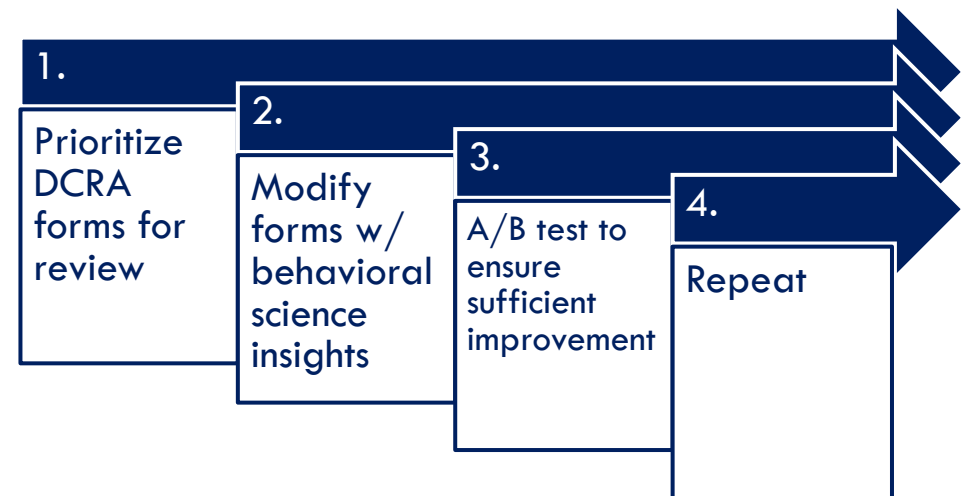 1.
Prioritize
DCRA
forms for
review
2.
Modify
forms w/
behavioral
science
insights
3.
A/B test to
ensure
sufficient
improvement
4.
Repeat